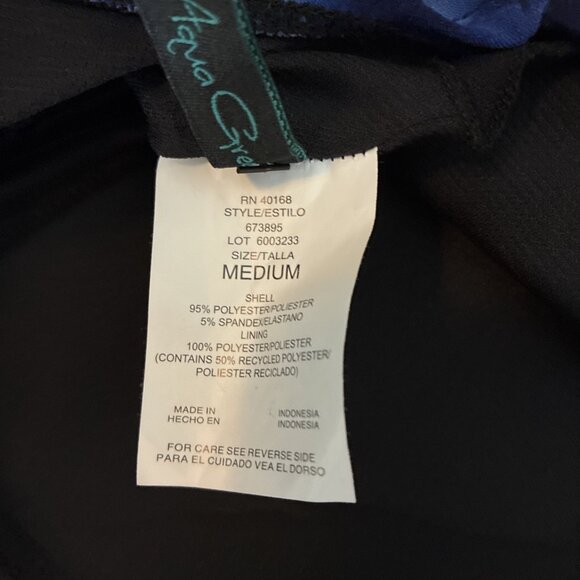 Aqua Gre
RN 40168
STYLE/ESTILO
673895
LOT 6003233
SIZE/TALLA
MEDIUM
SHELL
95% POLYESTER/POLIESTER
5% SPANDEX/ELASTANO
LINING
100% POLYESTER/POLIESTER
(CONTAINS 50% RECYCLED POLYESTER/
POLIESTER RECICLADO)
MADE IN INDONESIA
HECHO EN INDONESIA
FOR CARE SEE REVERSE SIDE
PARA EL CUIDADO VEA EL DORSO